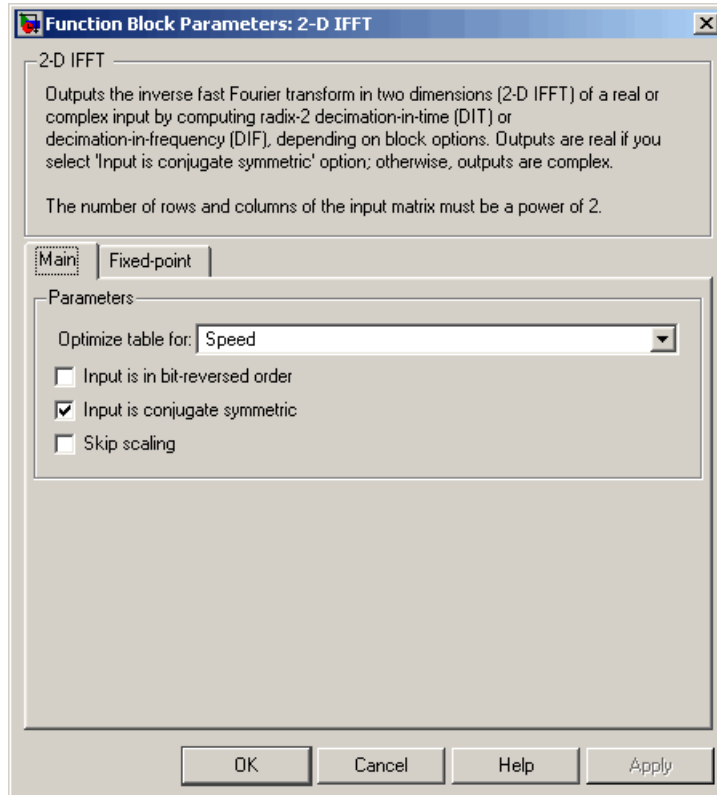 Function Block Parameters: 2-D IFFT
2-D IFFT
Outputs the inverse fast Fourier transform in two dimensions (2-D IFFT) of a real or
complex input by computing radix-2 decimation-in-time (DIT) or
decimation-in-frequency (DIF), depending on block options. Outputs are real if you
select 'Input is conjugate symmetric' option; otherwise, outputs are complex.
The number of rows and columns of the input matrix must be a power of 2.
Main Fixed-point
Parameters
Optimize table for: Speed
Input is in bit-reversed order
Input is conjugate symmetric
Skip scaling
OK Cancel Help Apply